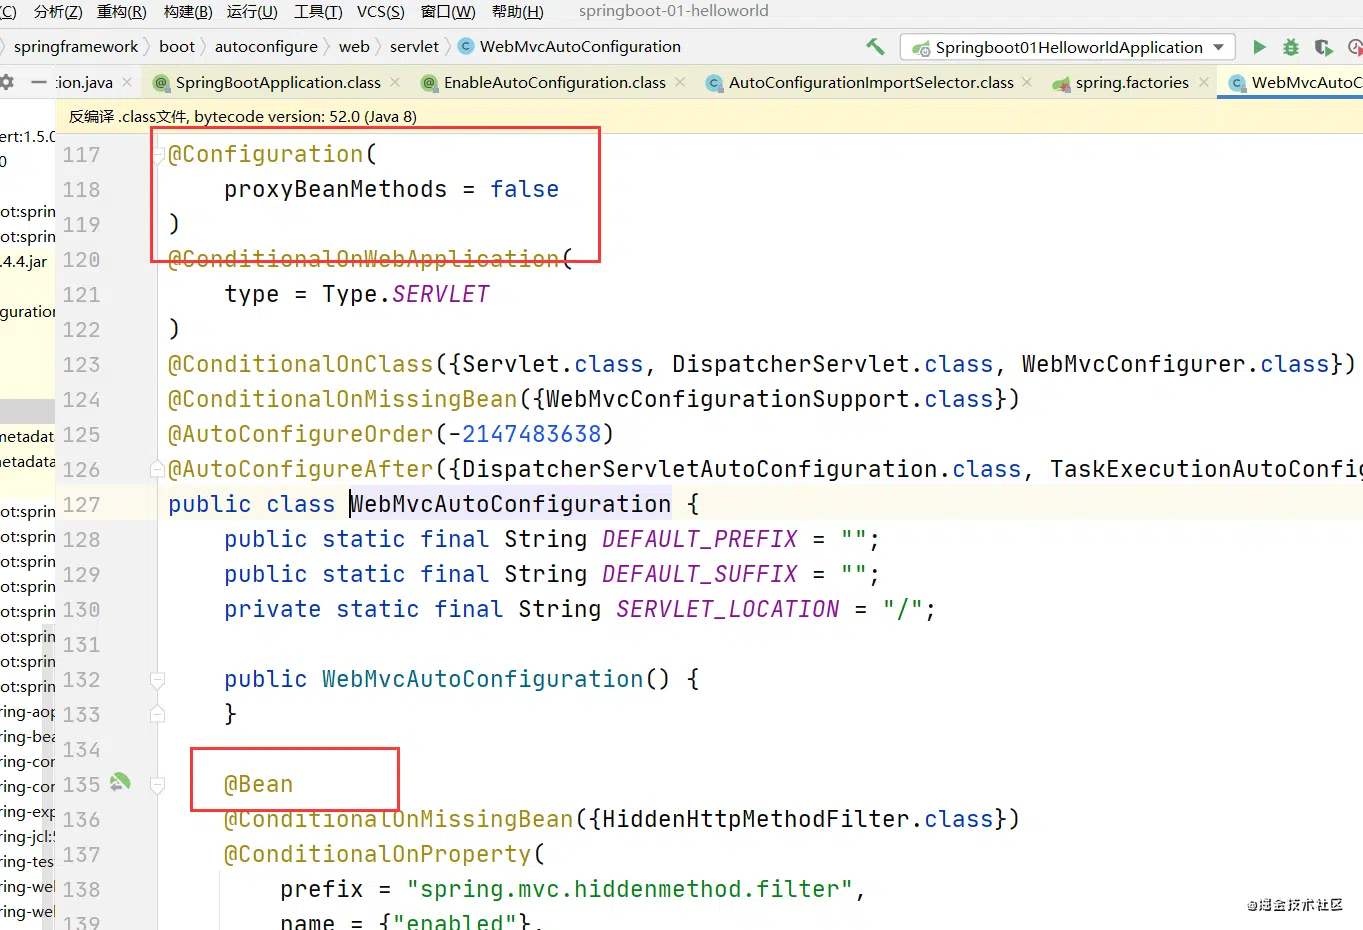 (C) 分析(Z) 重构(R) 构建(B) 运行(U) 工具(T) VCS(S) 窗口(W) 帮助(H) springboot-01-helloworld
springframework boot autoconfigure web servlet WebMvcAutoConfiguration Springboot01HelloworldApplication
tion.java SpringBootApplication.class EnableAutoConfiguration.class AutoConfigurationImportSelector.class spring.factories WebMvcAutoC
反编译 .class文件, bytecode version: 52.0 (Java 8)
ert:1.5.0
0
ot:sprin
ot:sprin
.4.4.jar
guration
metadat
netadata
ot:sprin
ot:sprin
ot:sprin
ot:sprin
ot:sprin
ot:sprin
ot:sprin
ot:sprin
ring-aop
ring-bea
ring-cor
ring-cor
ring-exp
ring-jcl:5
ring-tes
ring-wel
ring-wel
117 @Configuration(
118 proxyBeanMethods = false
119 )
120 @ConditionalOnWebApplication(
121 type = Type.SERVLET
122 )
123 @ConditionalOnClass({Servlet.class, DispatcherServlet.class, WebMvcConfigurer.class})
124 @ConditionalOnMissingBean({WebMvcConfigurationSupport.class})
125 @AutoConfigureOrder(-2147483638)
126 @AutoConfigureAfter({DispatcherServletAutoConfiguration.class, TaskExecutionAutoConfig
127 public class WebMvcAutoConfiguration {
128 public static final String DEFAULT_PREFIX = "";
129 public static final String DEFAULT_SUFFIX = "";
130 private static final String SERVLET_LOCATION = "/";
131
132 public WebMvcAutoConfiguration() {
133 }
134
135 @Bean
136 @ConditionalOnMissingBean({HiddenHttpMethodFilter.class})
137 @ConditionalOnProperty(
138 prefix = "spring.mvc.hiddenmethod.filter",
139 name = {"enabled"},
@掘金技术社区